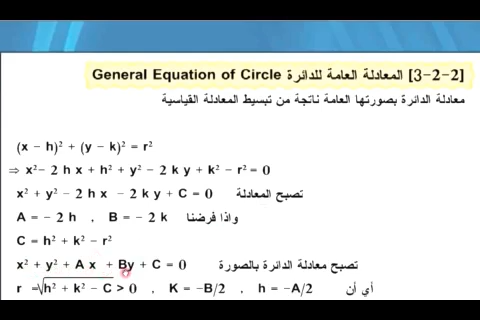 [3-2-2] المعادلة العامة للدائرة General Equation of Circle
معادلة الدائرة بصورتها العامة ناتجة من تبسيط المعادلة القياسية
(x – h)² + (y – k)² = r²
⇒ x² – 2 h x + h² + y² – 2 k y + k² – r² = 0
تصبح المعادلة x² + y² – 2 h x – 2 k y + C = 0
واذا فرضنا A = – 2 h , B = – 2 k
C = h² + k² – r²
تصبح معادلة الدائرة بالصورة x² + y² + A x + By + C = 0
أي أن r = √h² + k² – C > 0 , K = –B/2 , h = –A/2